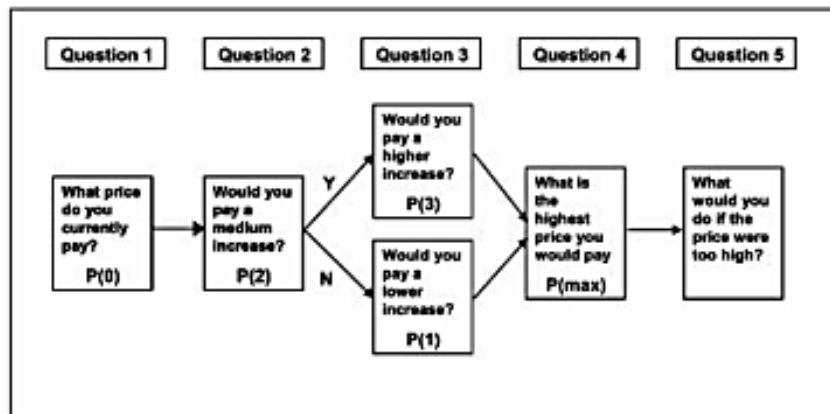 Question 1
Question 2
Question 3
Question 4
Question 5
What price
do you
currently
pay?
P(0)
Would you
pay a
medium
increase?
P(2)
Y
N
Would you
pay a
higher
increase?
P(3)
Would you
pay a
lower
increase?
P(1)
What is
the
highest
price you
would pay
P(max)
What
would you
do if the
price were
too high?